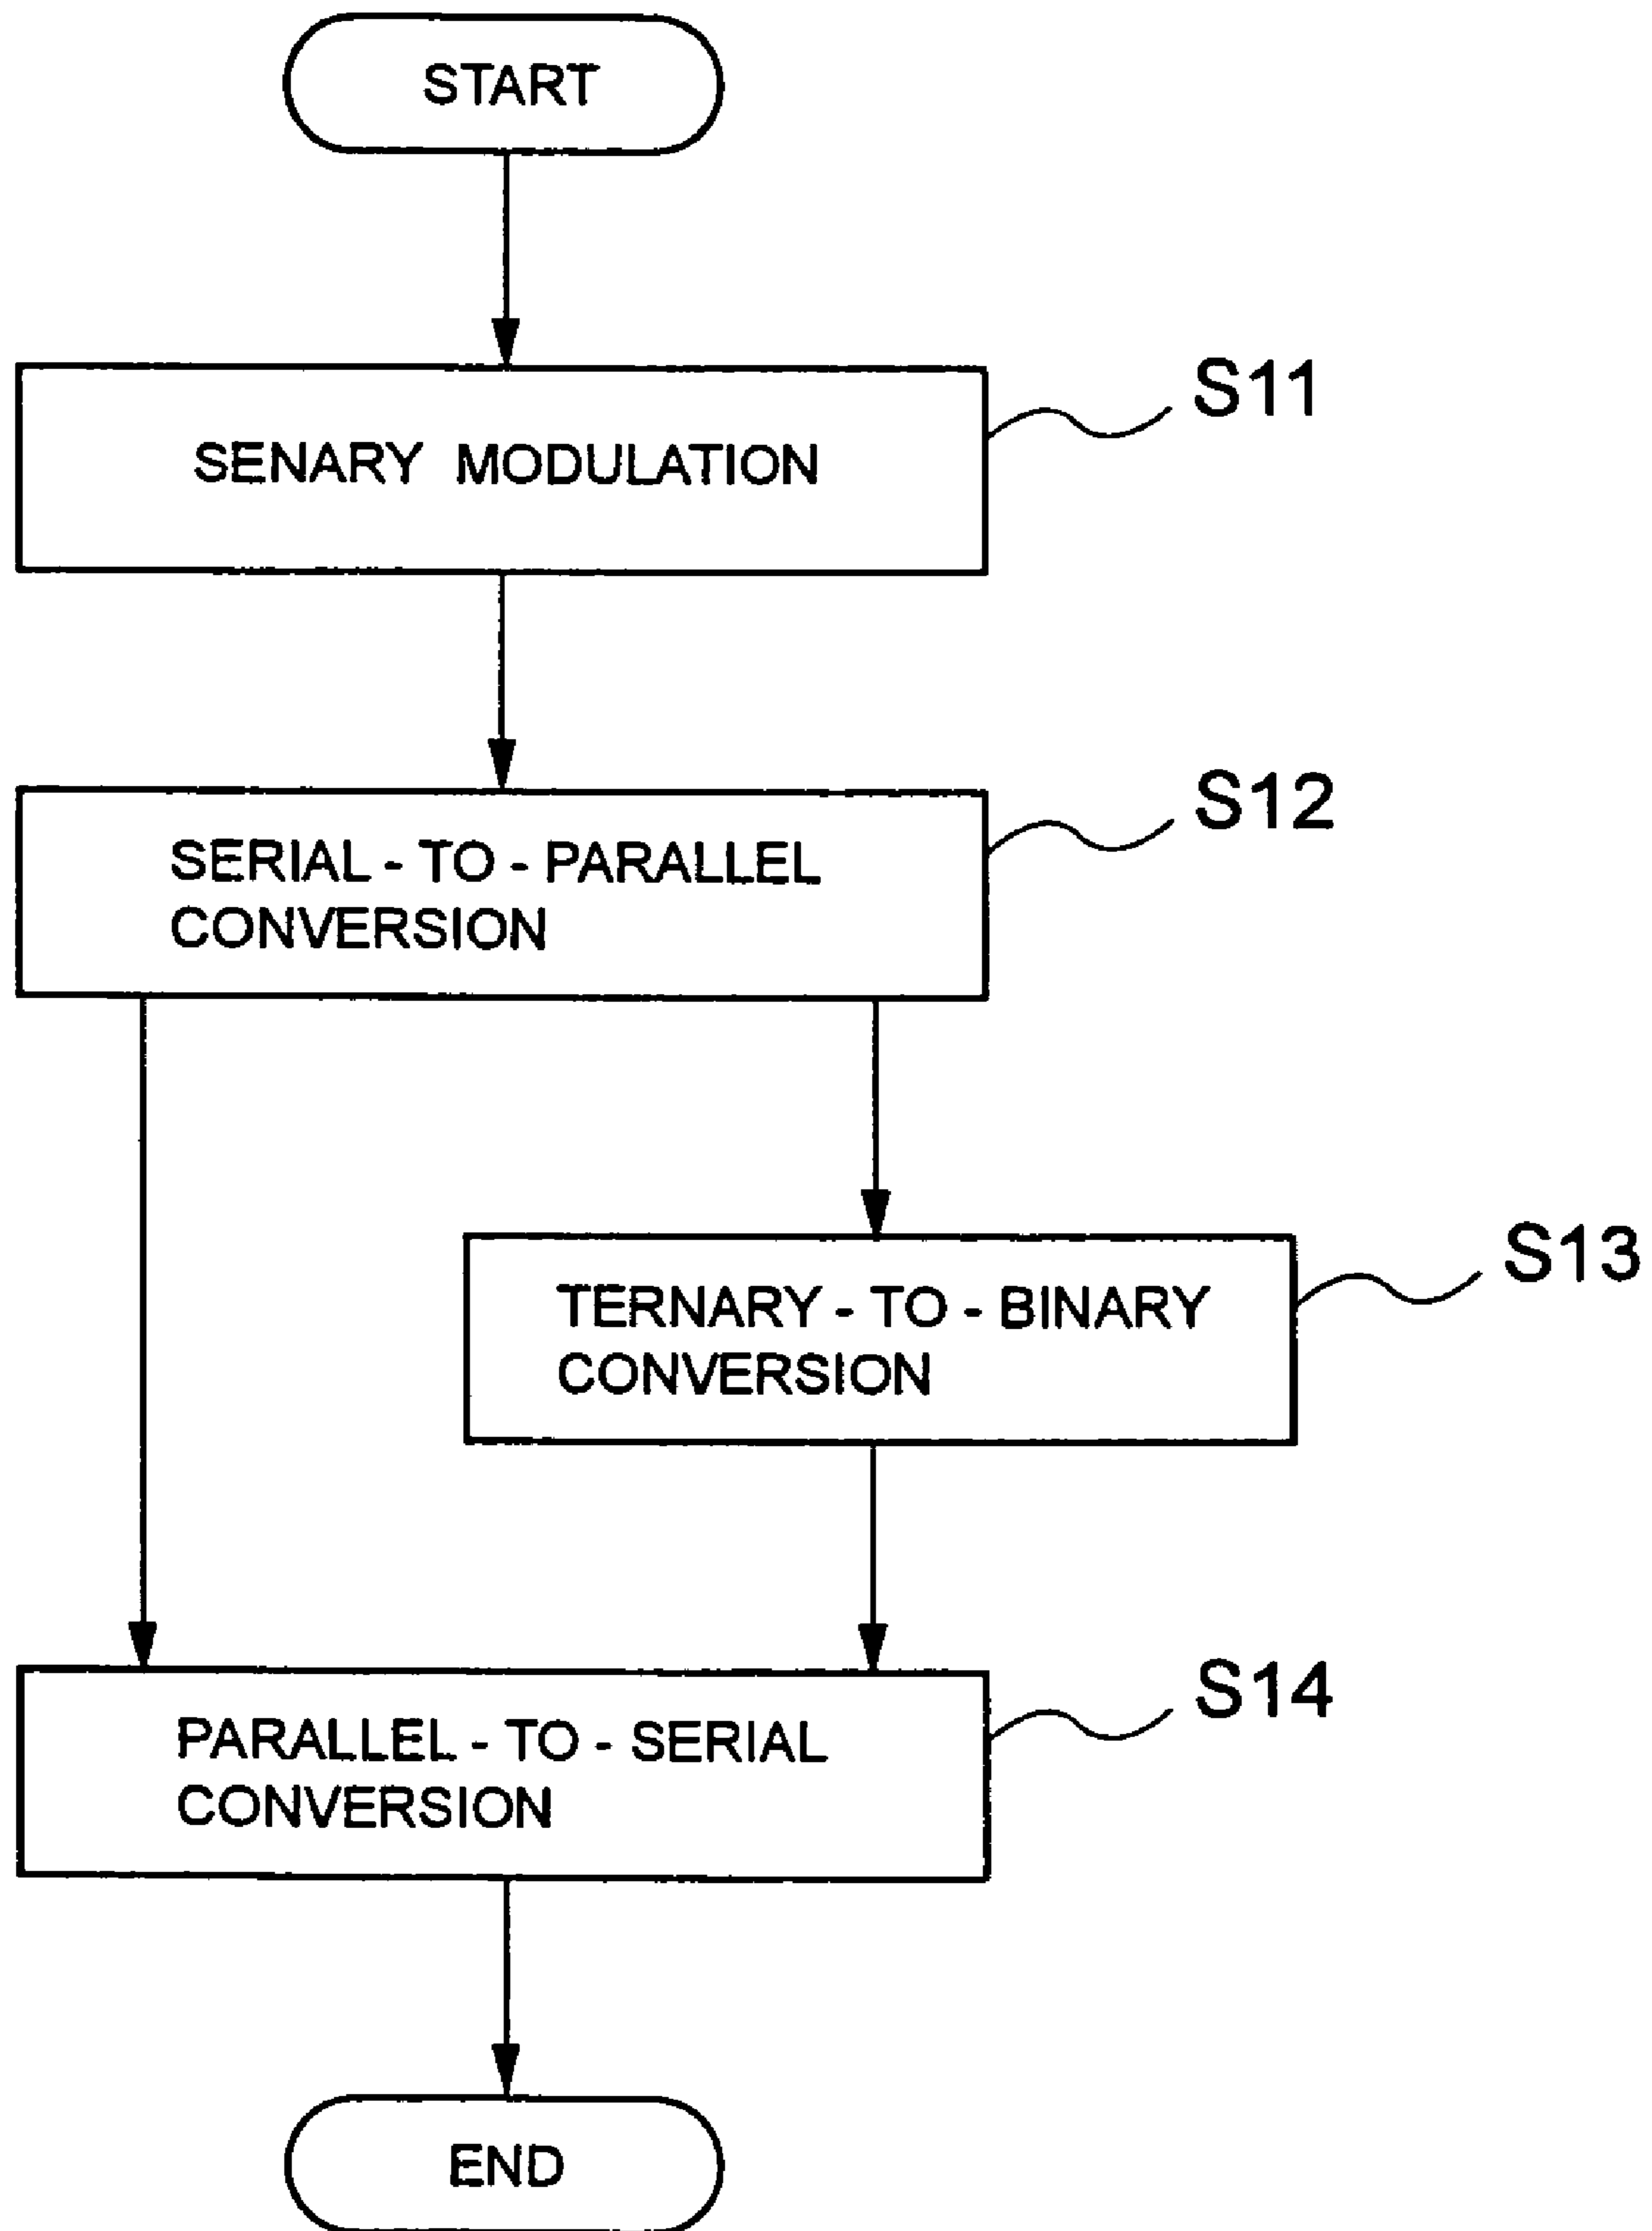 START
S11
SENARY MODULATION
S12
SERIAL - TO - PARALLEL
CONVERSION
S13
TERNARY - TO - BINARY
CONVERSION
S14
PARALLEL - TO - SERIAL
CONVERSION
END